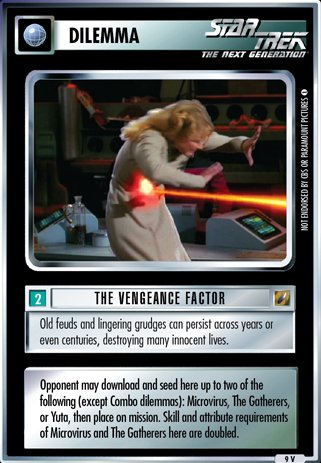 DILEMMA
STAR TREK
THE NEXT GENERATION
NOT ENDORSED BY CBS OR PARAMOUNT PICTURES
2
THE VENGEANCE FACTOR
Old feuds and lingering grudges can persist across years or
even centuries, destroying many innocent lives.
Opponent may download and seed here up to two of the
following (except Combo dilemmas): Microvirus, The Gatherers,
or Yuta, then place on mission. Skill and attribute requirements
of Microvirus and The Gatherers here are doubled.
9 V